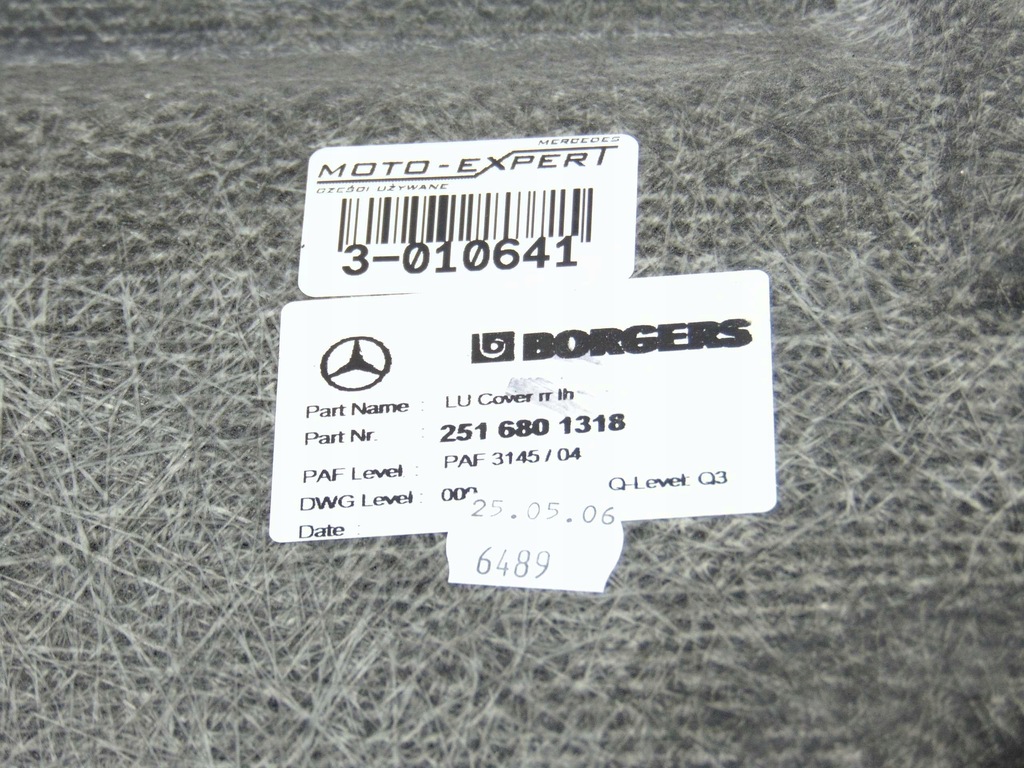 MERCEDES
MOTO-EXPERT
CZĘŚCI UŻYWANE
3-010641
BORGERS
Part Name : LU Cover rr lh
Part Nr. : 251 680 1318
PAF Level : PAF 3145 / 04
DWG Level : 00 Q-Level: Q3
Date : 25.05.06
6489